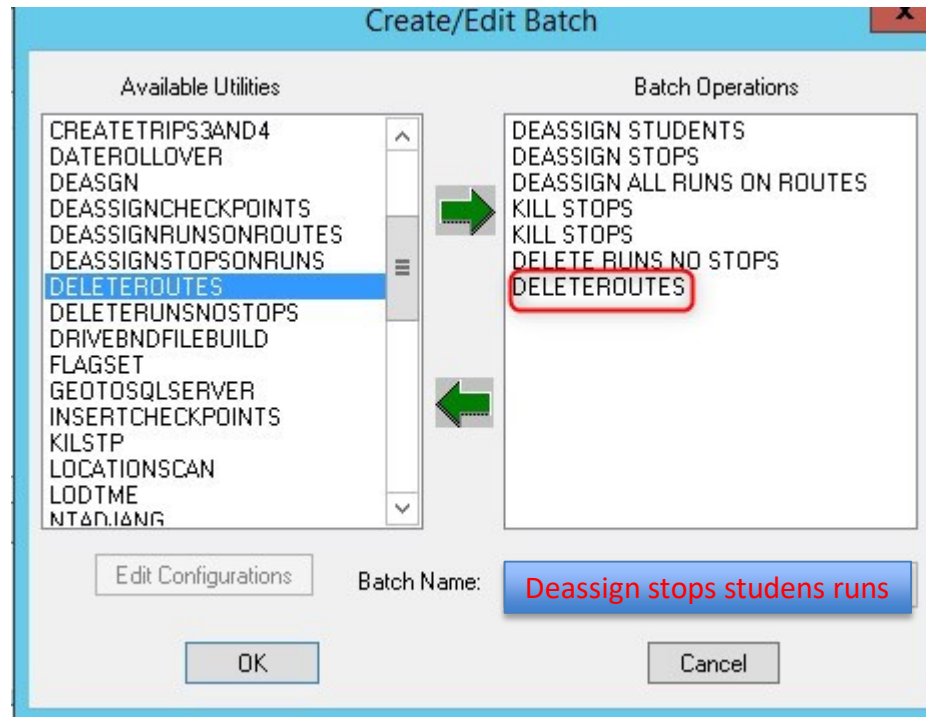 Create/Edit Batch
X
Available Utilities
CREATETRIPS3AND4
DATEROLLOVER
DEASGN
DEASSIGNCHECKPOINTS
DEASSIGNRUNSONROUTES
DEASSIGNSTOPSONRUNS
DELETEROUTES
DELETERUNSNOSTOPS
DRIVEBNDFILEBUILD
FLAGSET
GEOTOSQLSERVER
INSERTCHECKPOINTS
KILSTP
LOCATIONSCAN
LODTME
NTADJANG
Batch Operations
DEASSIGN STUDENTS
DEASSIGN STOPS
DEASSIGN ALL RUNS ON ROUTES
KILL STOPS
KILL STOPS
DELETE RUNS NO STOPS
DELETEROUTES
Edit Configurations
Batch Name:
Deassign stops studens runs
OK
Cancel